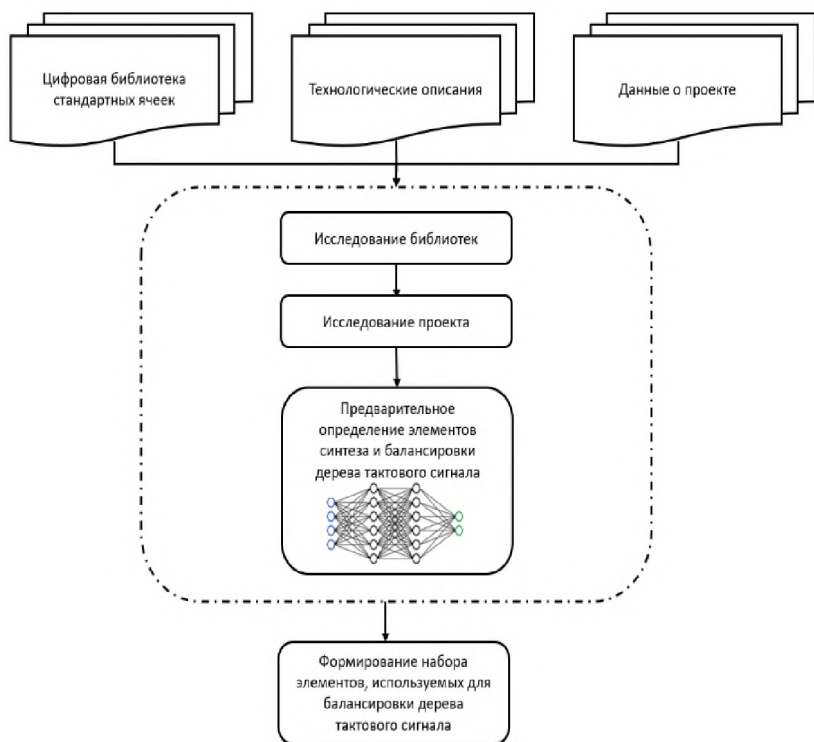 Цифровая библиотека
стандартных ячеек
Технологические описания
Данные о проекте
Исследование библиотек
Исследование проекта
Предварительное
определение элементов
синтеза и балансировки
дерева тактового сигнала
Формирование набора
элементов, используемых для
балансировки дерева
тактового сигнала